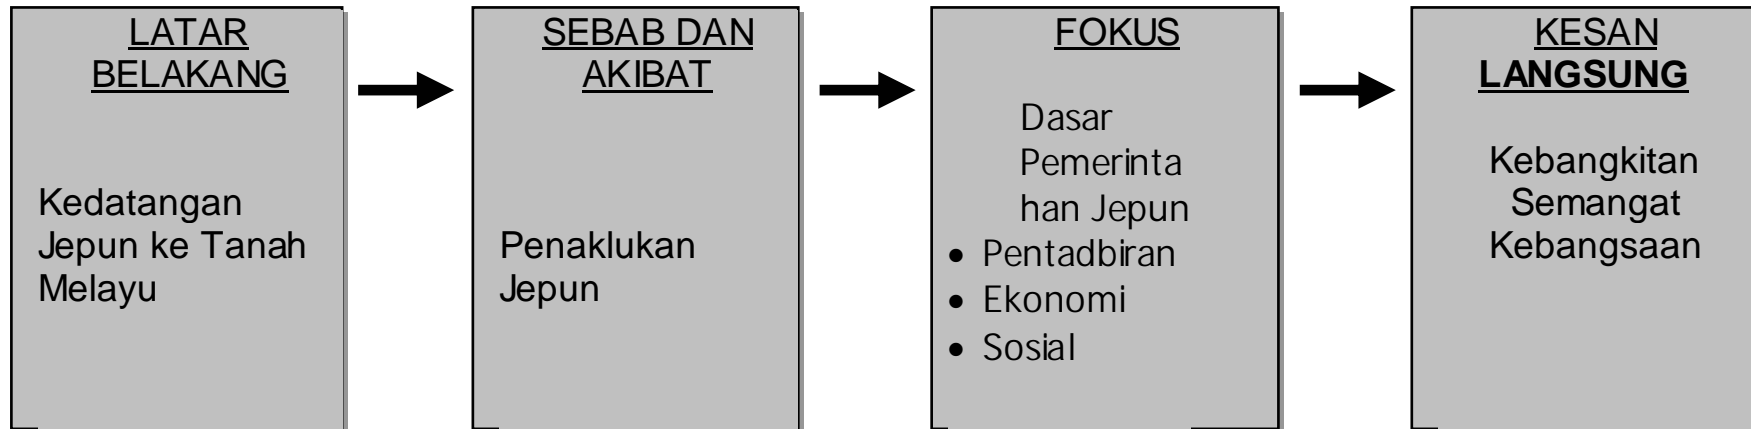 LATAR
BELAKANG
Kedatangan
Jepun ke Tanah
Melayu
SEBAB DAN
AKIBAT
Penaklukan
Jepun
FOKUS
Dasar
Pemerinta
han Jepun
• Pentadbiran
• Ekonomi
• Sosial
KESAN
LANGSUNG
Kebangkitan
Semangat
Kebangsaan